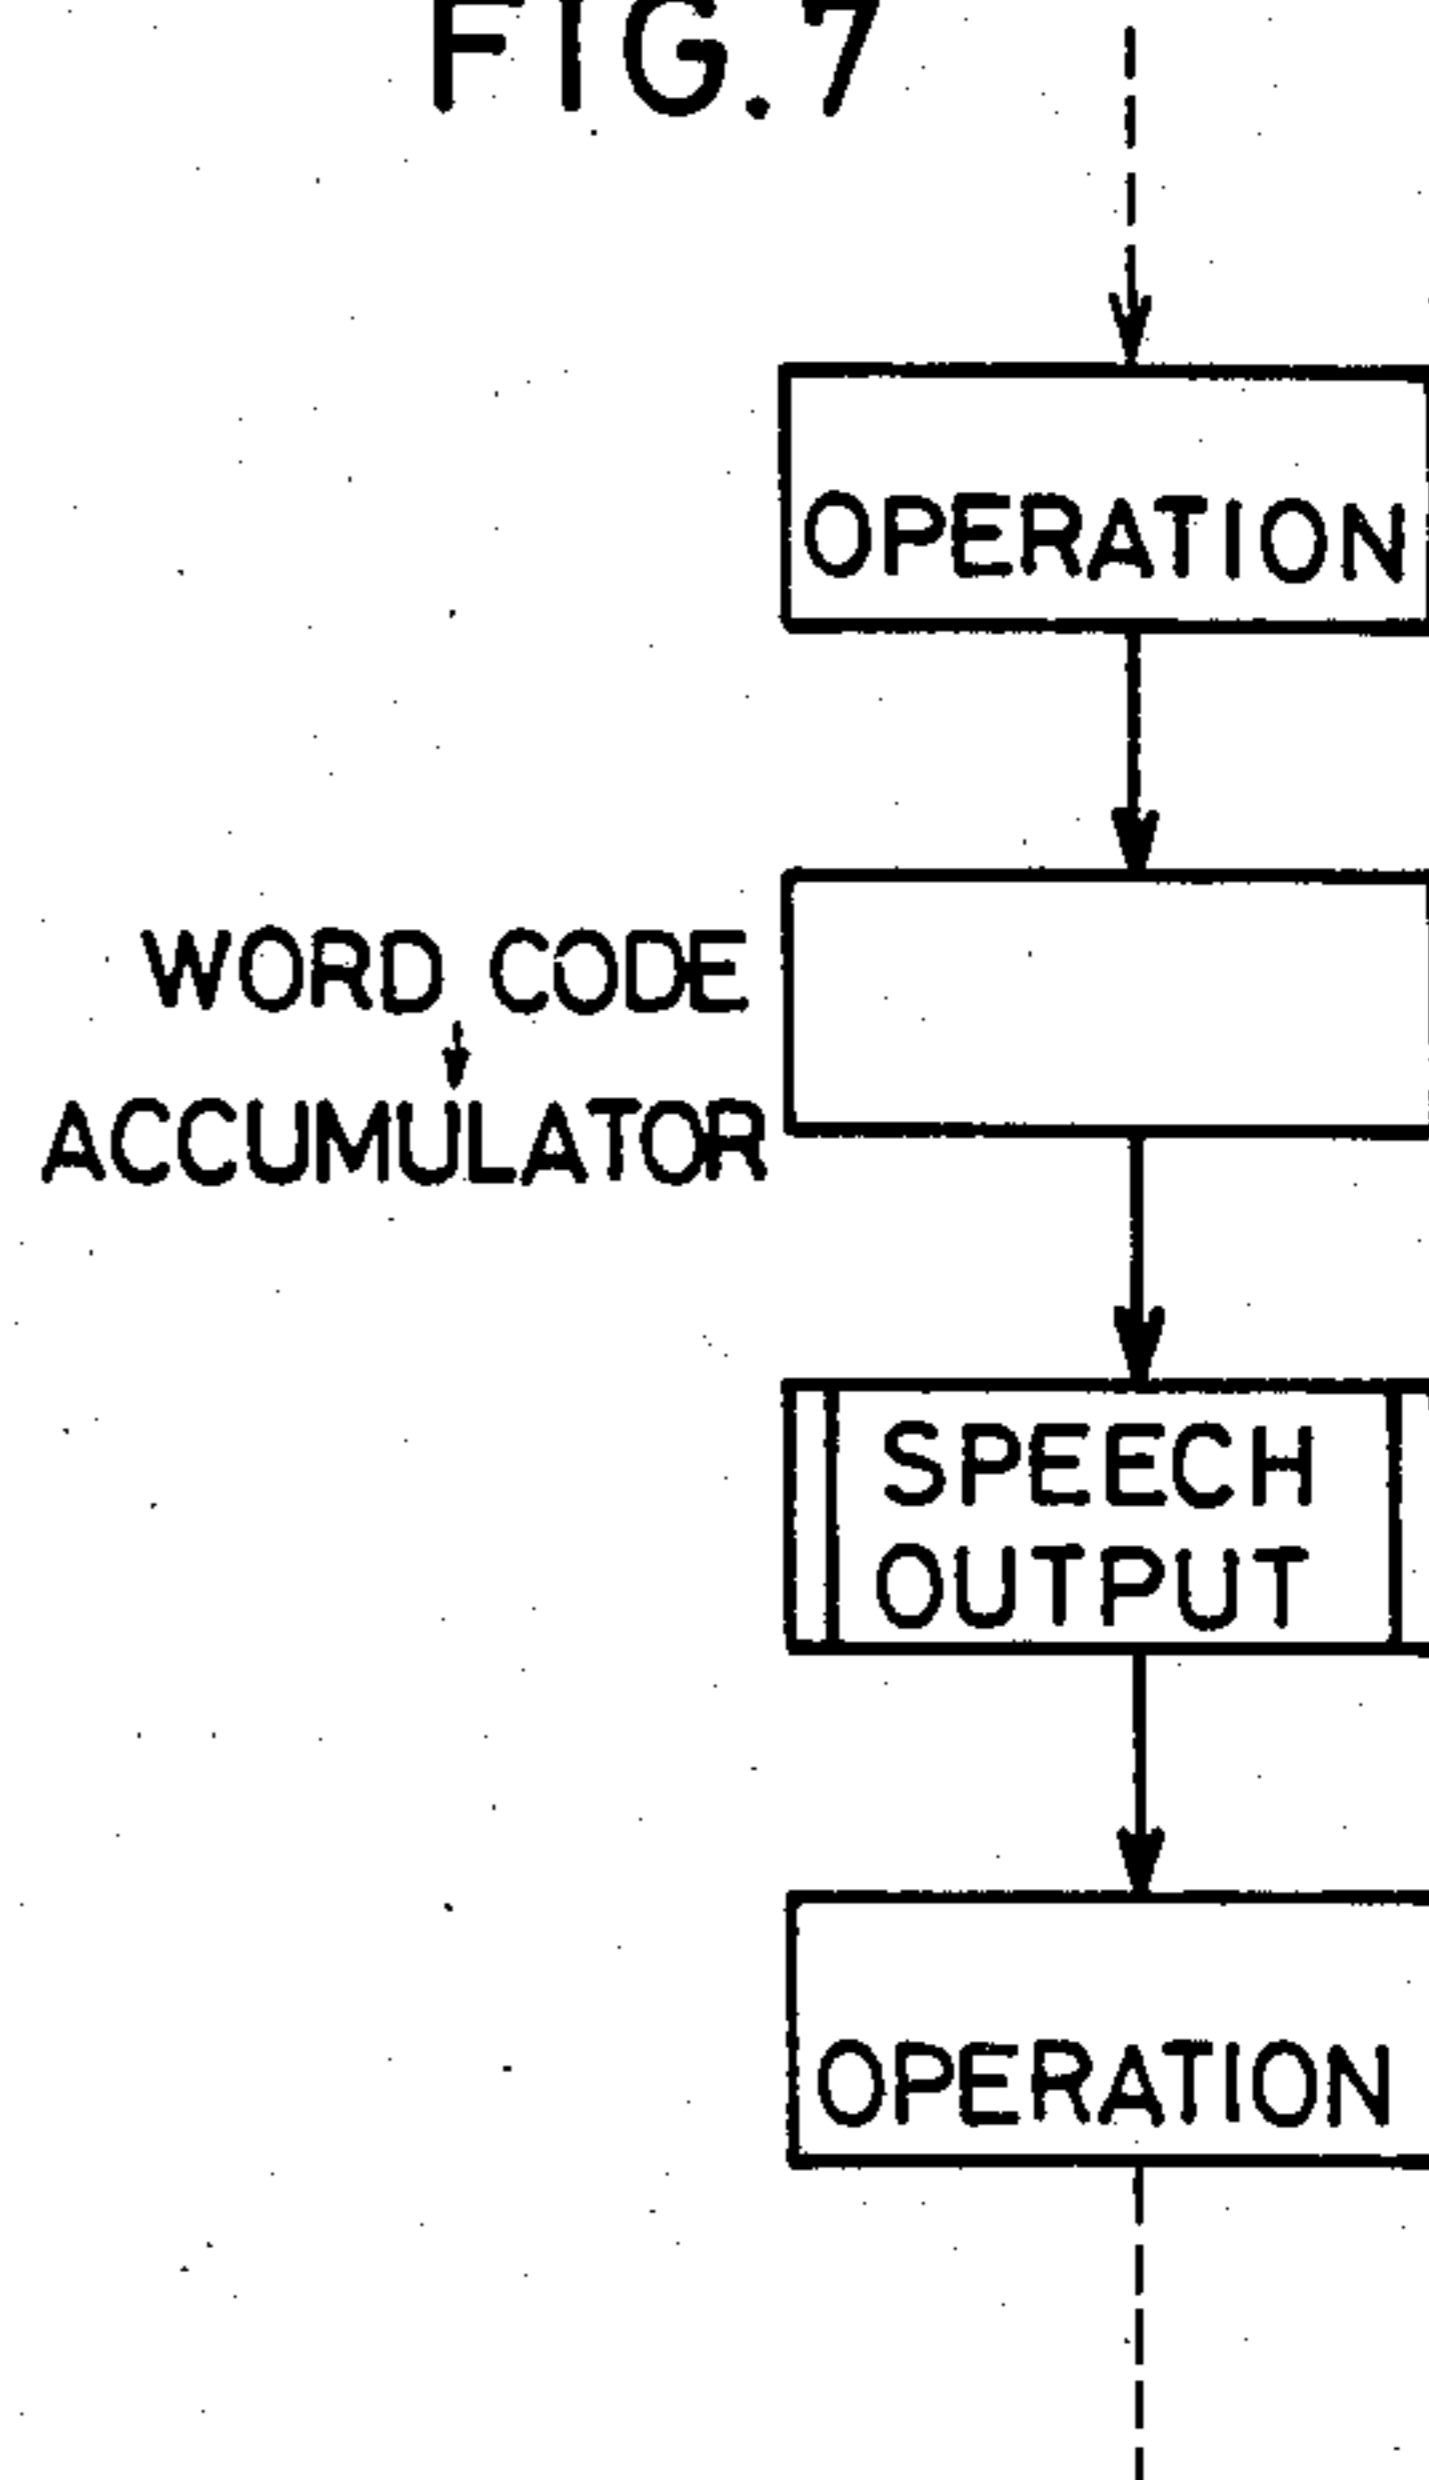 FIG.7
OPERATION
WORD CODE
ACCUMULATOR
SPEECH
OUTPUT
OPERATION